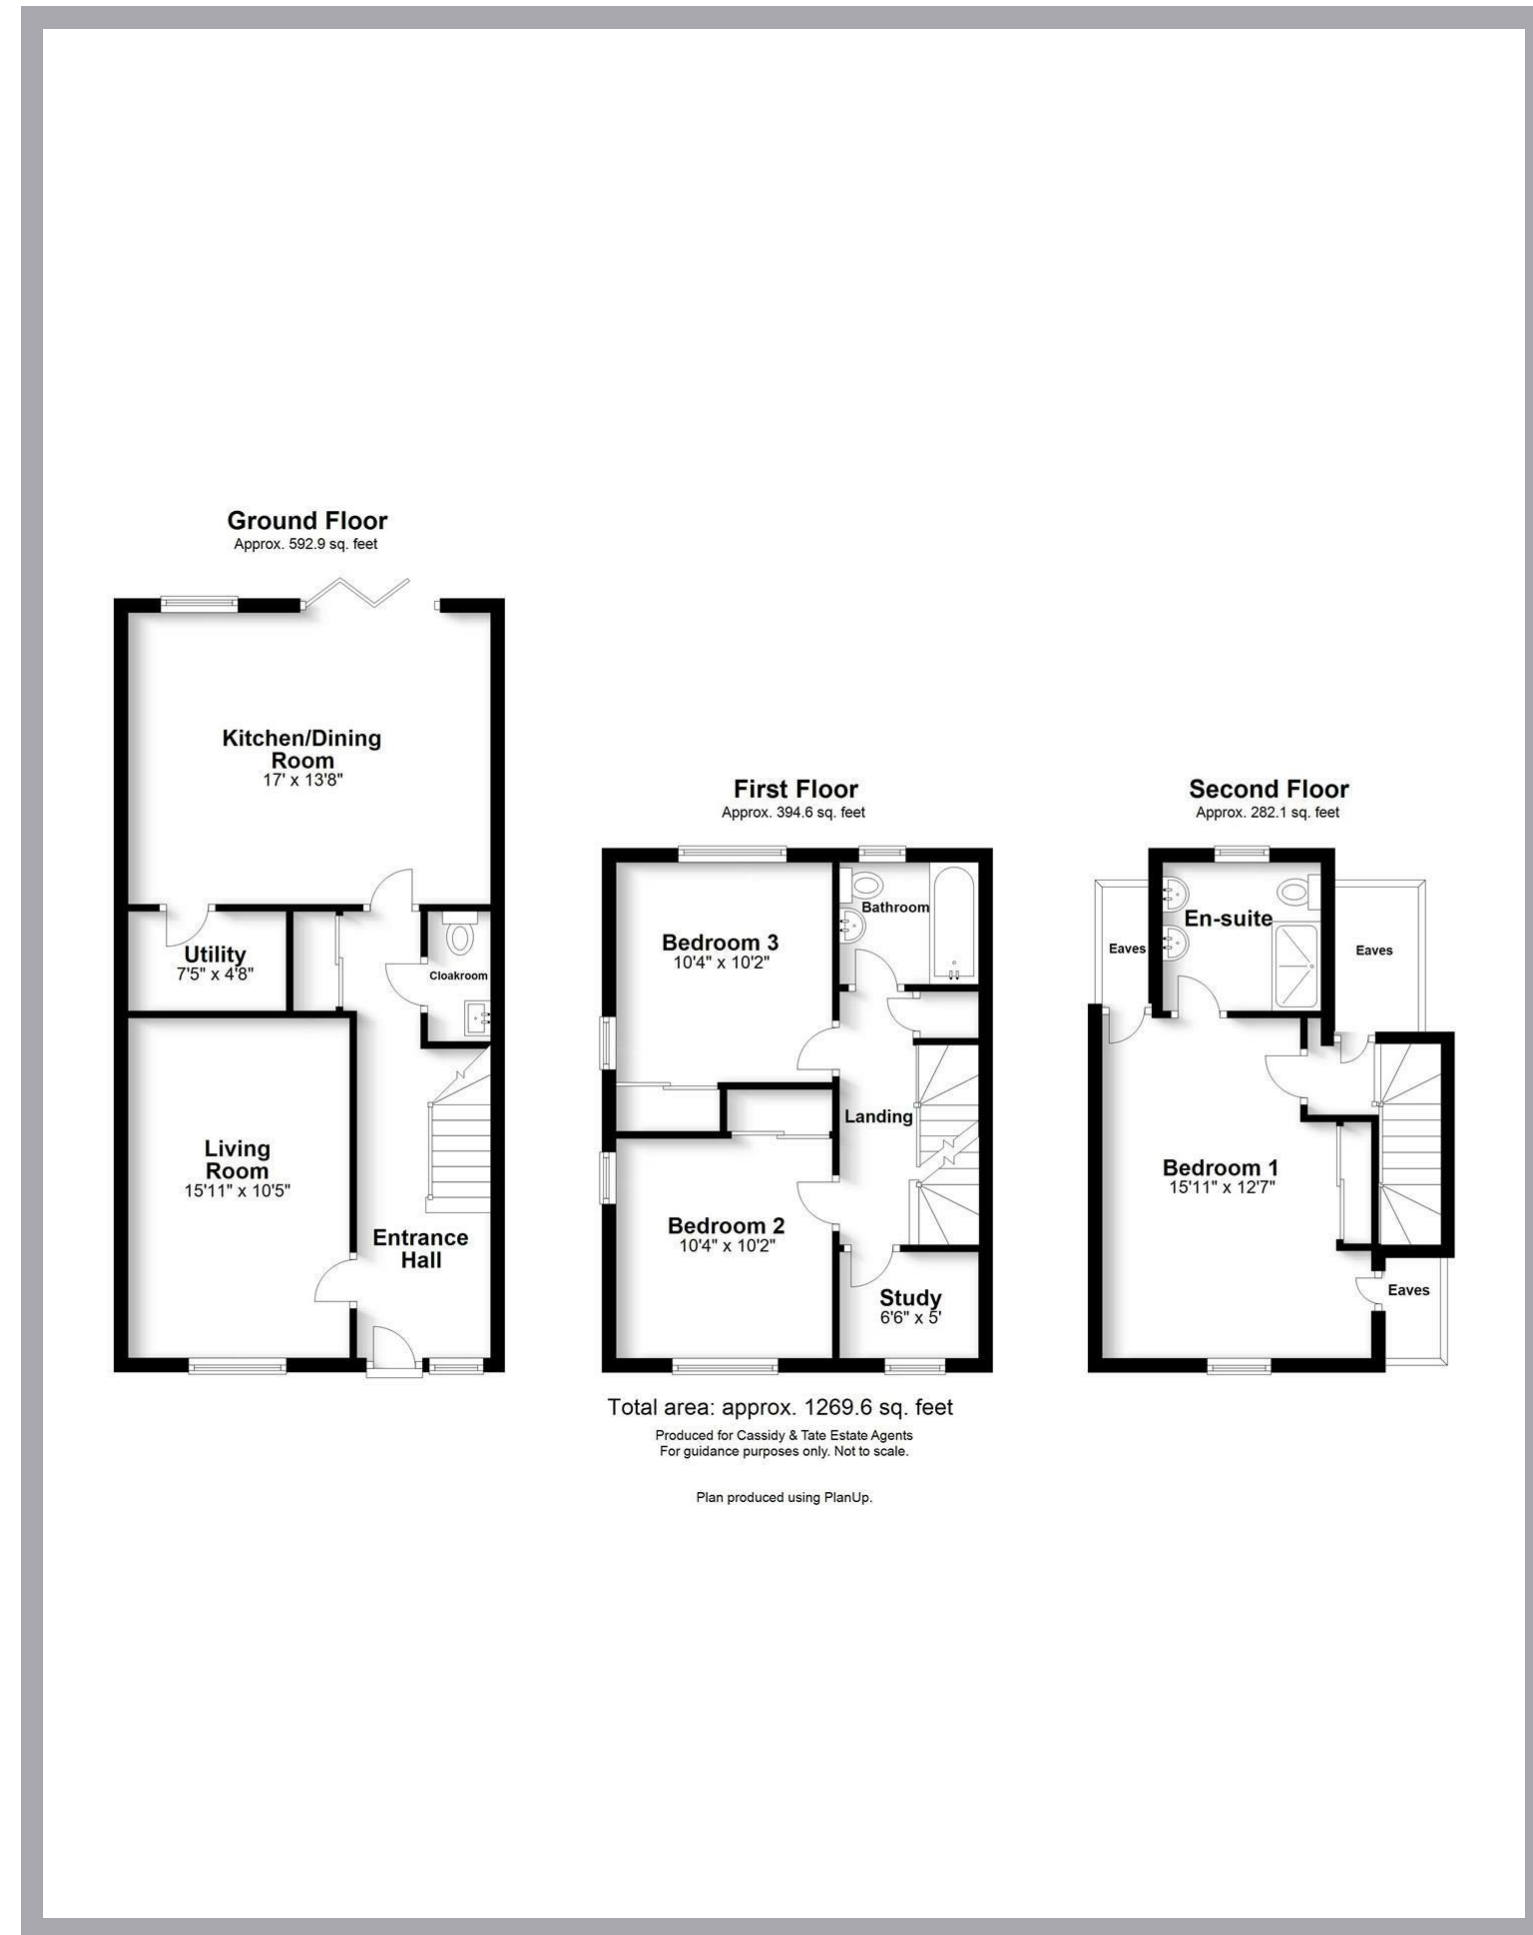 Ground Floor
Approx. 592.9 sq. feet
Kitchen/Dining
Room
17' x 13'8"
Utility
7'5" x 4'8"
Cloakroom
Living
Room
15'11" x 10'5"
Entrance
Hall
First Floor
Approx. 394.6 sq. feet
Bedroom 3
10'4" x 10'2"
Bathroom
Landing
Bedroom 2
10'4" x 10'2"
Study
6'6" x 5'
Second Floor
Approx. 282.1 sq. feet
Eaves
En-suite
Eaves
Bedroom 1
15'11" x 12'7"
Eaves
Total area: approx. 1269.6 sq. feet
Produced for Cassidy & Tate Estate Agents
For guidance purposes only. Not to scale.
Plan produced using PlanUp.